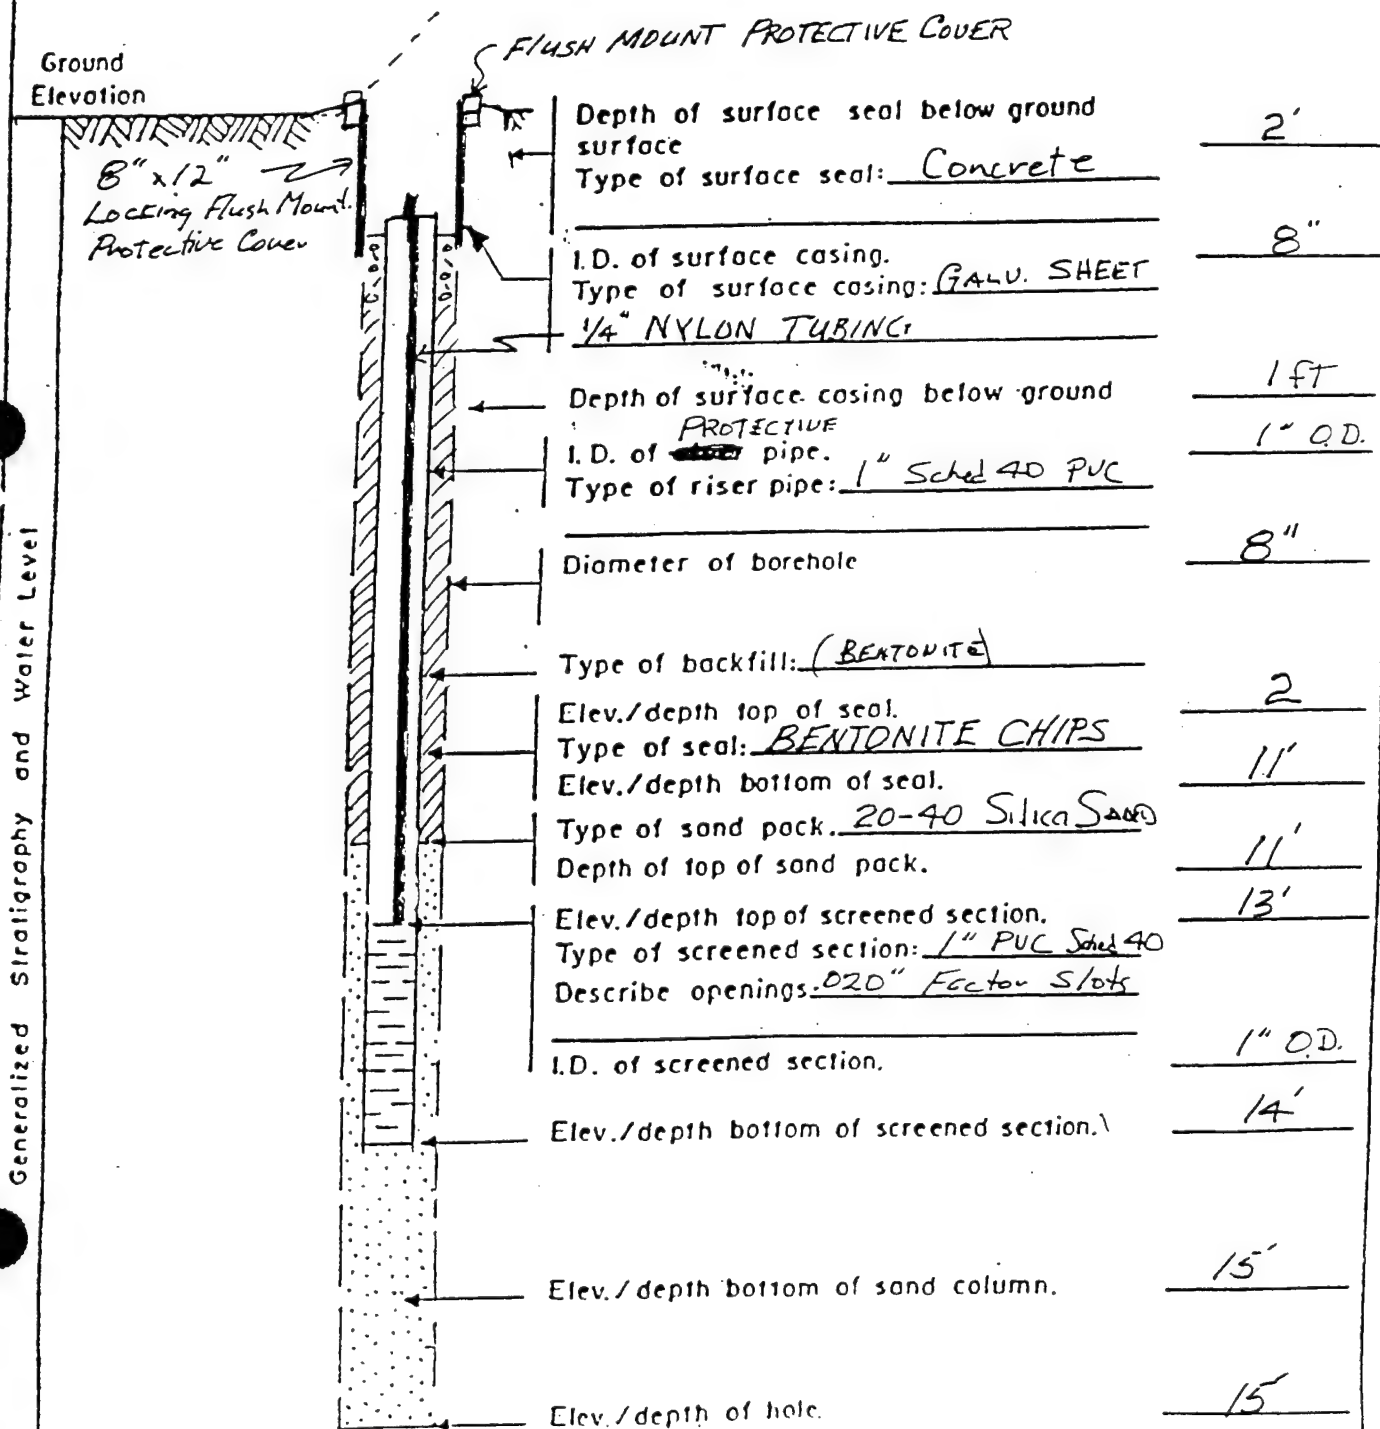 FLUSH MOUNT PROTECTIVE COVER
Ground
Elevation
8" x 12"
Locking Flush Mount
Protective Cover
Depth of surface seal below ground
surface
2'
Type of surface seal: Concrete
I.D. of surface casing.
8"
Type of surface casing: GALV. SHEET
1/4" NYLON TUBING
Depth of surface casing below ground
1 FT
PROTECTIVE
I.D. of pipe.
1" O.D.
Type of riser pipe: 1" Sched 40 PVC
Diameter of borehole
8"
Type of backfill: (BENTONITE)
Elev./depth top of seal.
2
Type of seal: BENTONITE CHIPS
Elev./depth bottom of seal.
11'
Type of sand pack. 20-40 Silica SAND
Depth of top of sand pack.
11'
Elev./depth top of screened section.
13'
Type of screened section: 1" PVC Sched 40
Describe openings: .020" Factor Slots
I.D. of screened section.
1" O.D.
Elev./depth bottom of screened section.
14'
Elev./depth bottom of sand column.
15'
Elev./depth of hole.
15'
Generalized Stratigraphy and Water Level